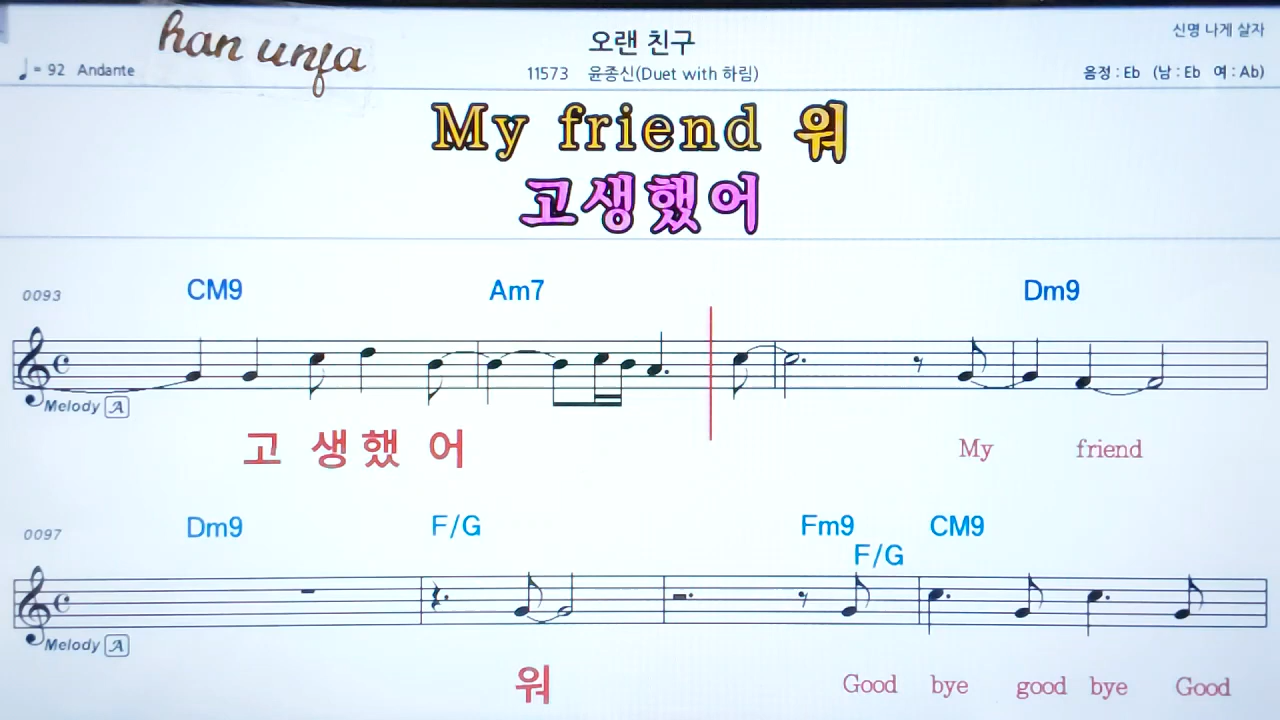 han unfa
오랜 친구
신명 나게 살자
♩= 92 Andante
11573 윤종신(Duet with 하림)
음정 : Eb (남 : Eb 여 : Ab)
My friend 워
고생했어
0093 CM9 Am7 Dm9
Melody A
고 생 했 어 My friend
0097 Dm9 F/G Fm9 CM9
F/G
Melody A
워 Good bye good bye Good